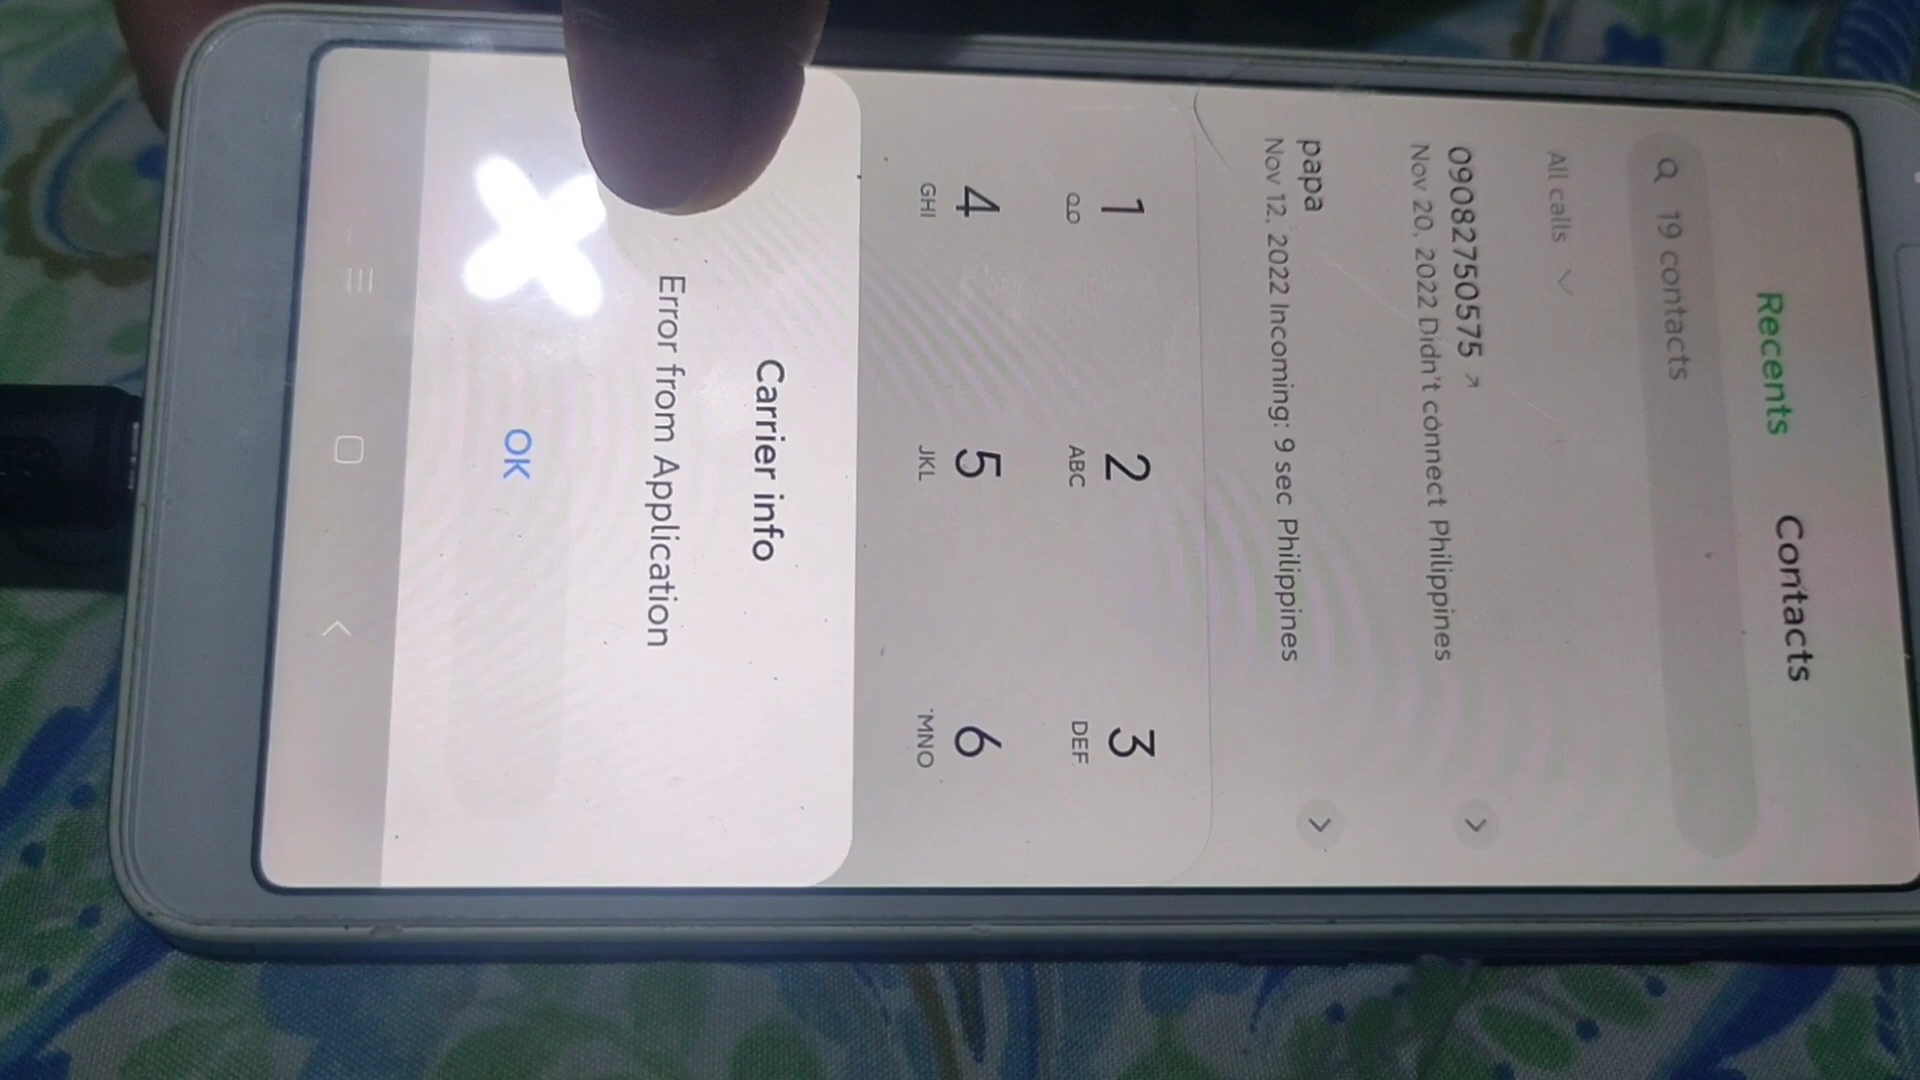 Recents Contacts
19 contacts
All calls
09082750575
Nov 20, 2022 Didn't connect Philippines
papa
Nov 12, 2022 Incoming: 9 sec Philippines
1 2 3
ABC DEF
4 5 6
GHI JKL MNO
Carrier info
Error from Application
OK